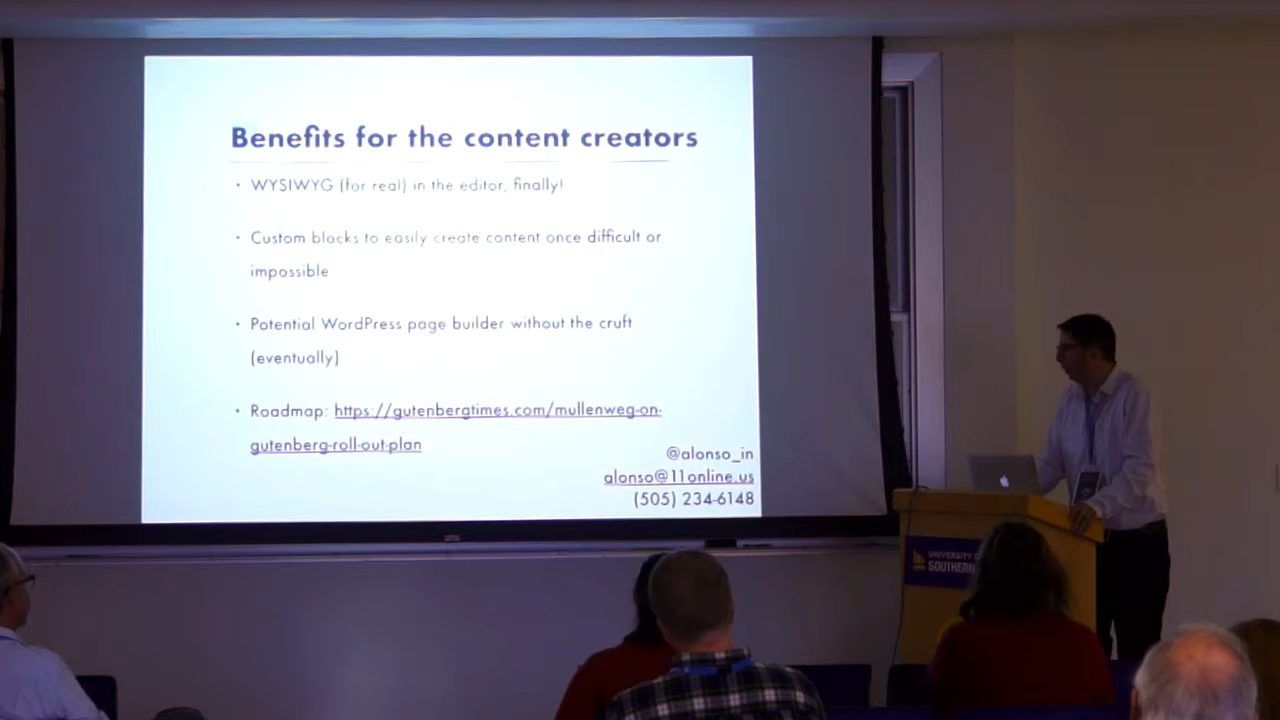 Benefits for the content creators
• WYSIWYG (for real) in the editor, finally!
• Custom blocks to easily create content once difficult or
impossible
• Potential WordPress page builder without the cruft
(eventually)
• Roadmap: https://gutenbergtimes.com/mullenweg-on-
gutenberg-roll-out-plan
@alonso_in
alonso@11online.us
(505) 234-6148
UNIVERSITY
SOUTHERN